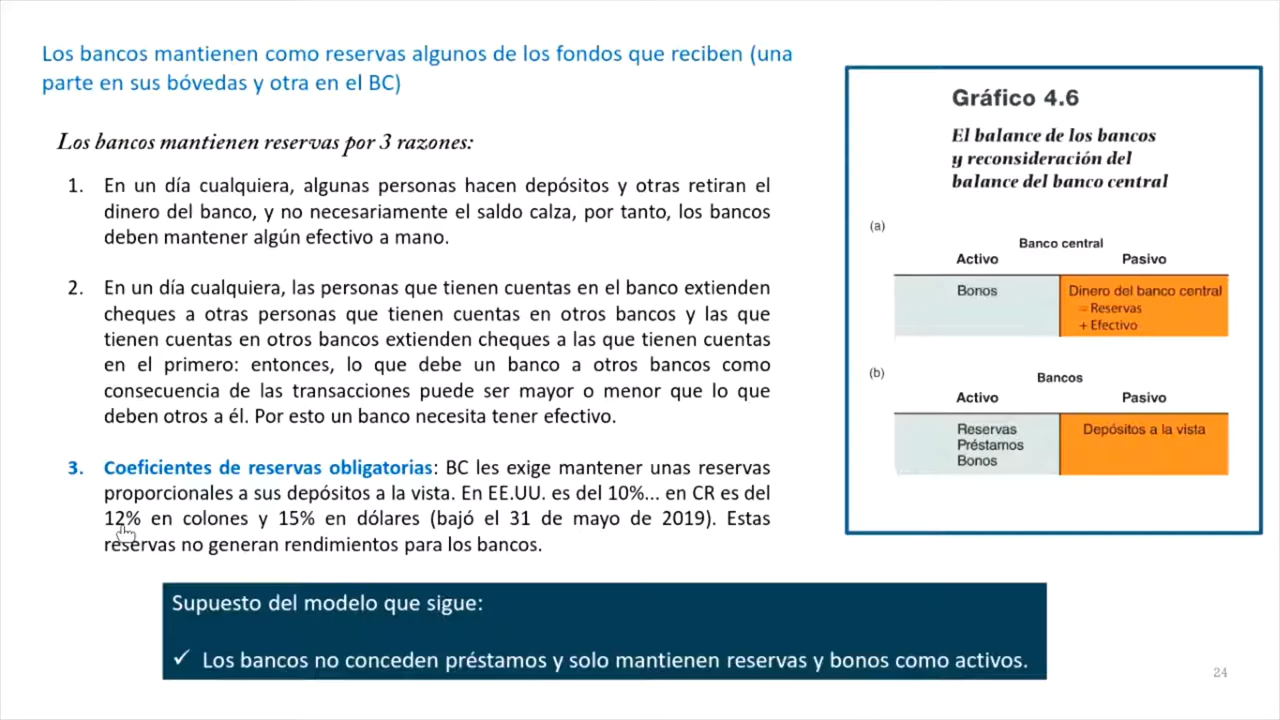 Los bancos mantienen como reservas algunos de los fondos que reciben (una
parte en sus bóvedas y otra en el BC)
Los bancos mantienen reservas por 3 razones:
1. En un día cualquiera, algunas personas hacen depósitos y otras retiran el
dinero del banco, y no necesariamente el saldo calza, por tanto, los bancos
deben mantener algún efectivo a mano.
2. En un día cualquiera, las personas que tienen cuentas en el banco extienden
cheques a otras personas que tienen cuentas en otros bancos y las que
tienen cuentas en otros bancos extienden cheques a las que tienen cuentas
en el primero: entonces, lo que debe un banco a otros bancos como
consecuencia de las transacciones puede ser mayor o menor que lo que
deben otros a él. Por esto un banco necesita tener efectivo.
3. Coeficientes de reservas obligatorias: BC les exige mantener unas reservas
proporcionales a sus depósitos a la vista. En EE.UU. es del 10%... en CR es del
12% en colones y 15% en dólares (bajó el 31 de mayo de 2019). Estas
reservas no generan rendimientos para los bancos.
Supuesto del modelo que sigue:
✓ Los bancos no conceden préstamos y solo mantienen reservas y bonos como activos.
Gráfico 4.6
El balance de los bancos
y reconsideración del
balance del banco central
(a)
Banco central
Activo Pasivo
Bonos Dinero del banco central
= Reservas
+ Efectivo
(b)
Bancos
Activo Pasivo
Reservas Depósitos a la vista
Préstamos
Bonos
24